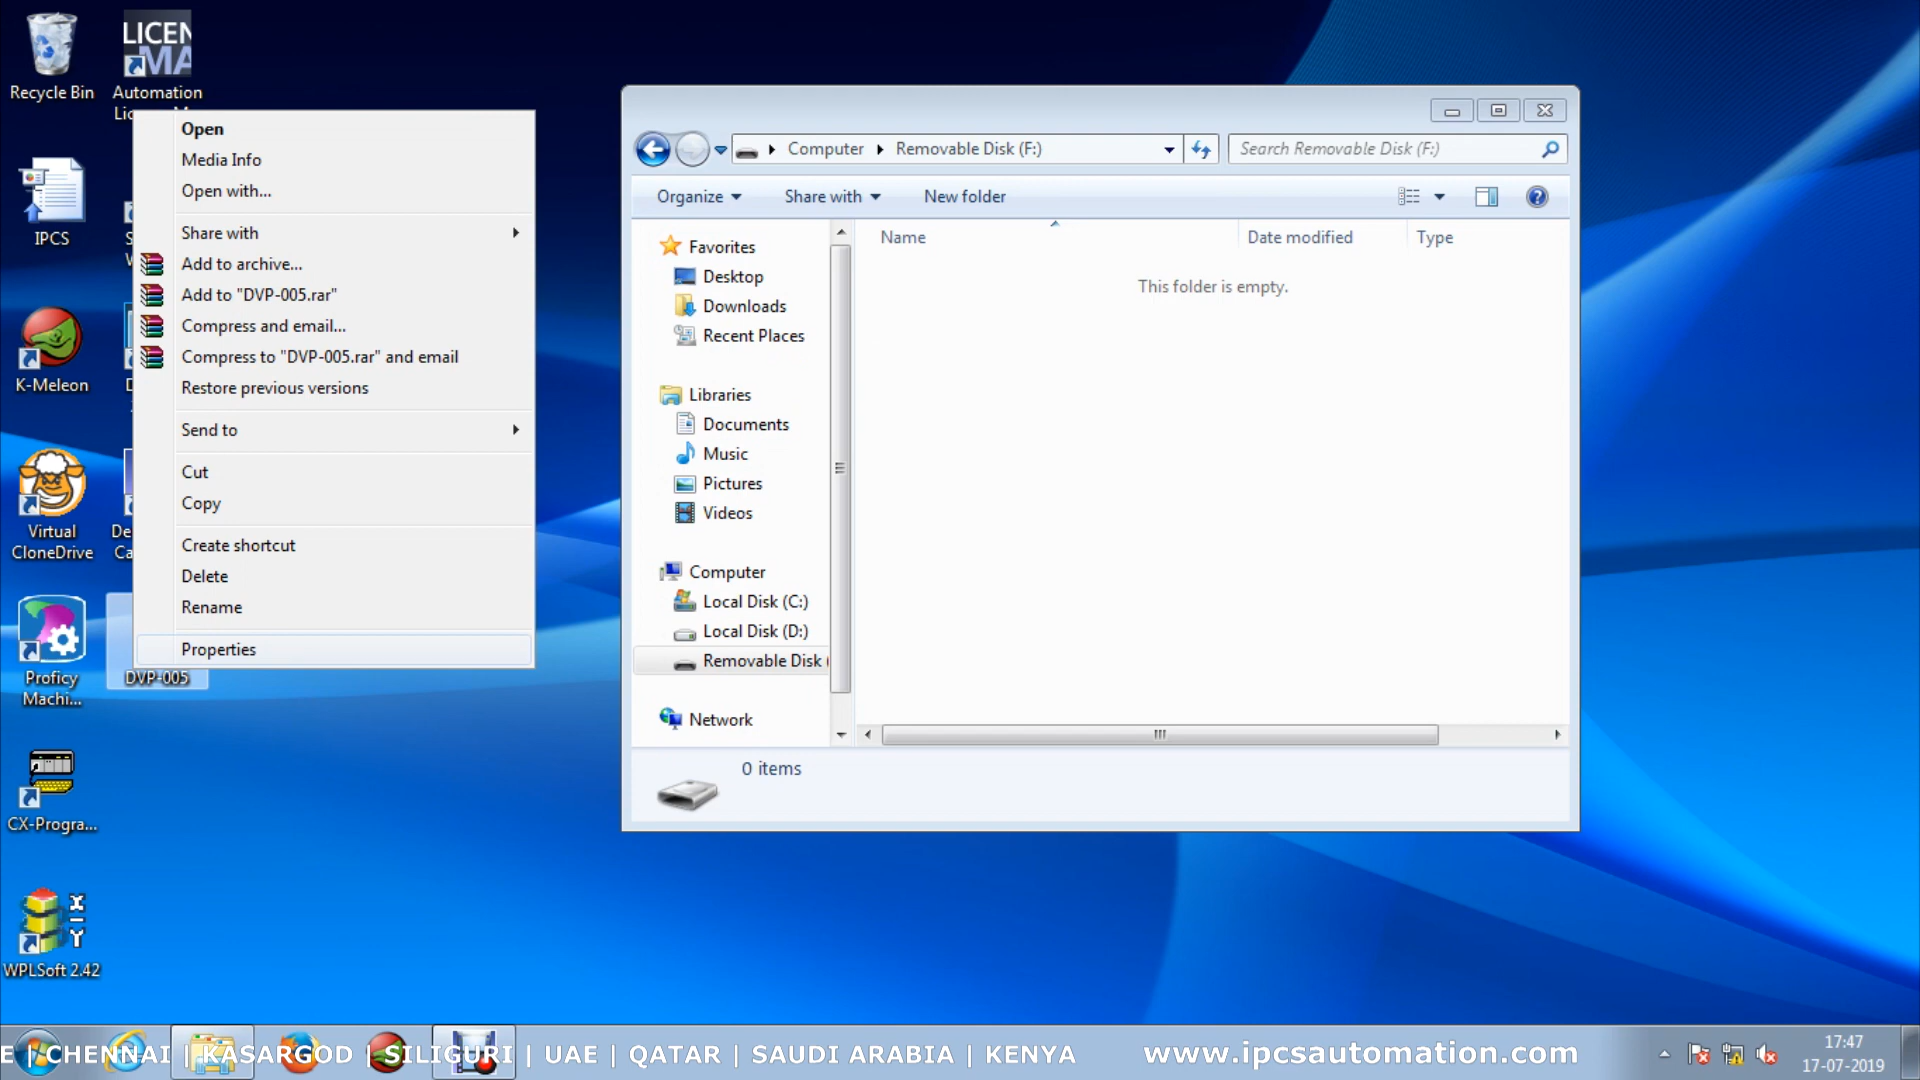 LICEN
MA
Recycle Bin
Automation
IPCS
K-Meleon
Virtual
CloneDrive
De
Ca
Proficy
Machi...
DVP-005
CX-Progra...
X
Y
WPLSoft 2.42
Open
Media Info
Open with...
Share with
Add to archive...
Add to "DVP-005.rar"
Compress and email...
Compress to "DVP-005.rar" and email
Restore previous versions
Send to
Cut
Copy
Create shortcut
Delete
Rename
Properties
Computer
Removable Disk (F:)
Search Removable Disk (F:)
Organize
Share with
New folder
Name
Date modified
Type
This folder is empty.
Favorites
Desktop
Downloads
Recent Places
Libraries
Documents
Music
Pictures
Videos
Computer
Local Disk (C:)
Local Disk (D:)
Removable Disk (
Network
0 items
E | CHENNAI | KASARGOD | SILIGURI | UAE | QATAR | SAUDI ARABIA | KENYA
www.ipcsautomation.com
17:47
17-07-2019